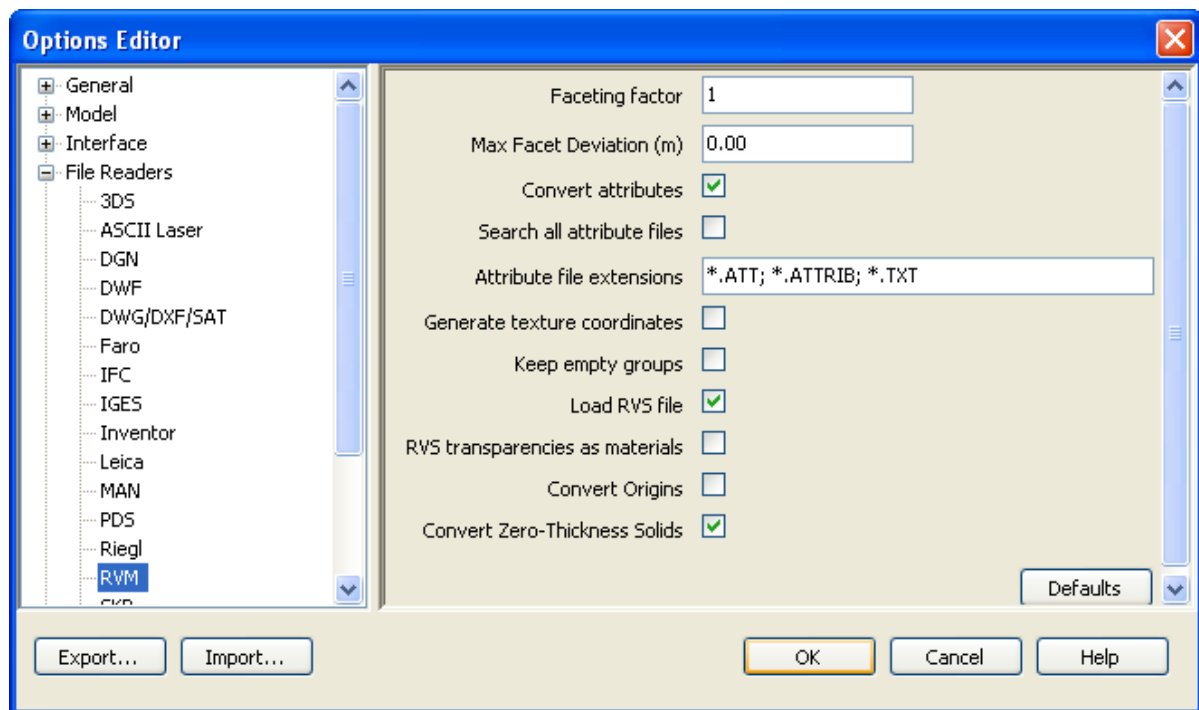 Options Editor
General
Model
Interface
File Readers
3DS
ASCII Laser
DGN
DWF
DWG/DXF/SAT
Faro
IFC
IGES
Inventor
Leica
MAN
PDS
Riegl
RVM
Faceting factor 1
Max Facet Deviation (m) 0.00
Convert attributes
Search all attribute files
Attribute file extensions *.ATT; *.ATTRIB; *.TXT
Generate texture coordinates
Keep empty groups
Load RVS file
RVS transparencies as materials
Convert Origins
Convert Zero-Thickness Solids
Defaults
Export... Import... OK Cancel Help